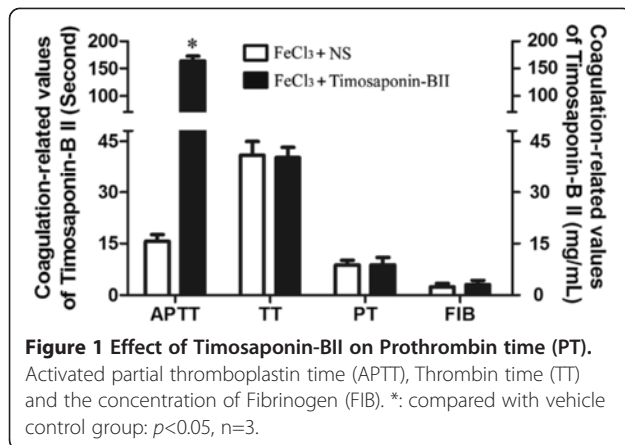 Coagulation-related values
of Timosaponin-B II (Second)
200
150
100
45
30
15
0
*
FeCl3 + NS
FeCl3 + Timosaponin-BII
200
150
100
45
30
15
0
Coagulation-related values
of Timosaponin-B II (mg/mL)
APTT TT PT FIB
Figure 1 Effect of Timosaponin-BII on Prothrombin time (PT).
Activated partial thromboplastin time (APTT), Thrombin time (TT)
and the concentration of Fibrinogen (FIB). *: compared with vehicle
control group: p<0.05, n=3.